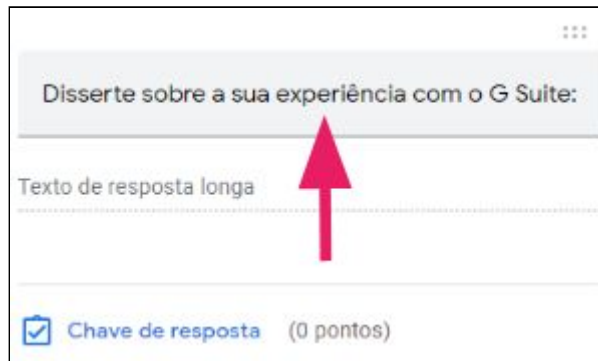 Disserte sobre a sua experiência com o G Suite:
Texto de resposta longa
Chave de resposta (0 pontos)